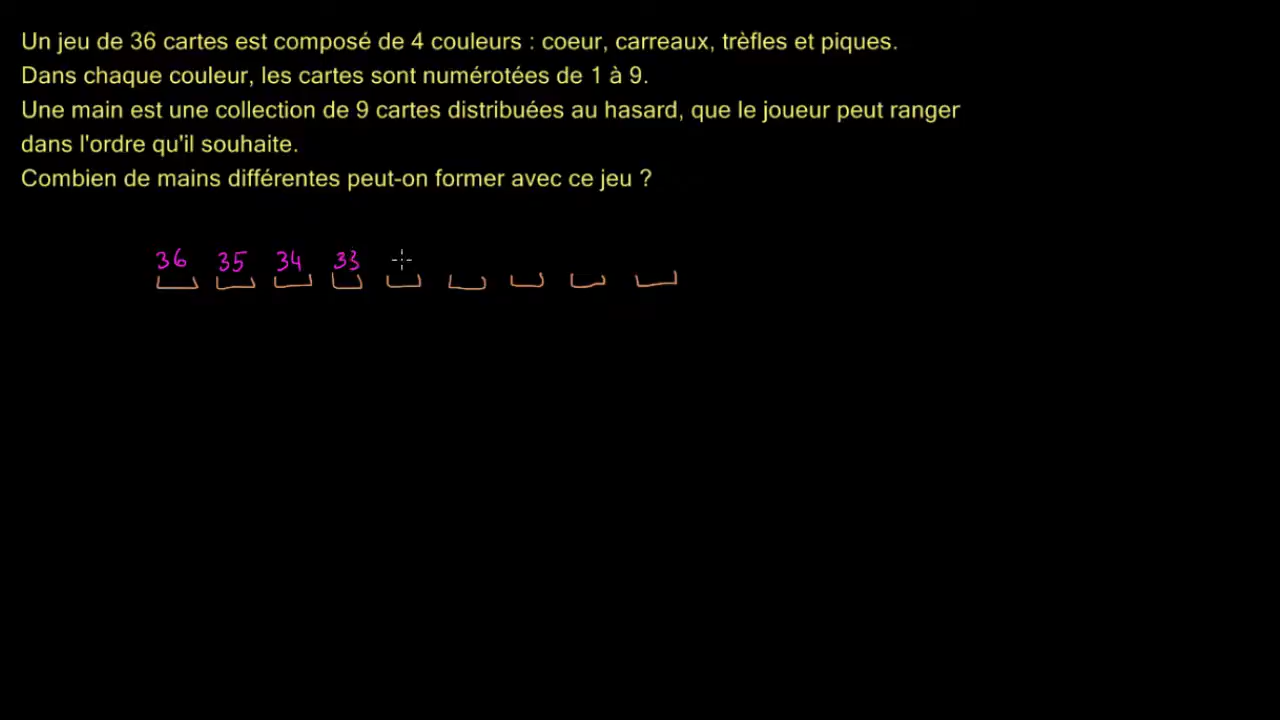 Un jeu de 36 cartes est composé de 4 couleurs : coeur, carreaux, trèfles et piques.
Dans chaque couleur, les cartes sont numérotées de 1 à 9.
Une main est une collection de 9 cartes distribuées au hasard, que le joueur peut ranger
dans l'ordre qu'il souhaite.
Combien de mains différentes peut-on former avec ce jeu ?
36 35 34 33